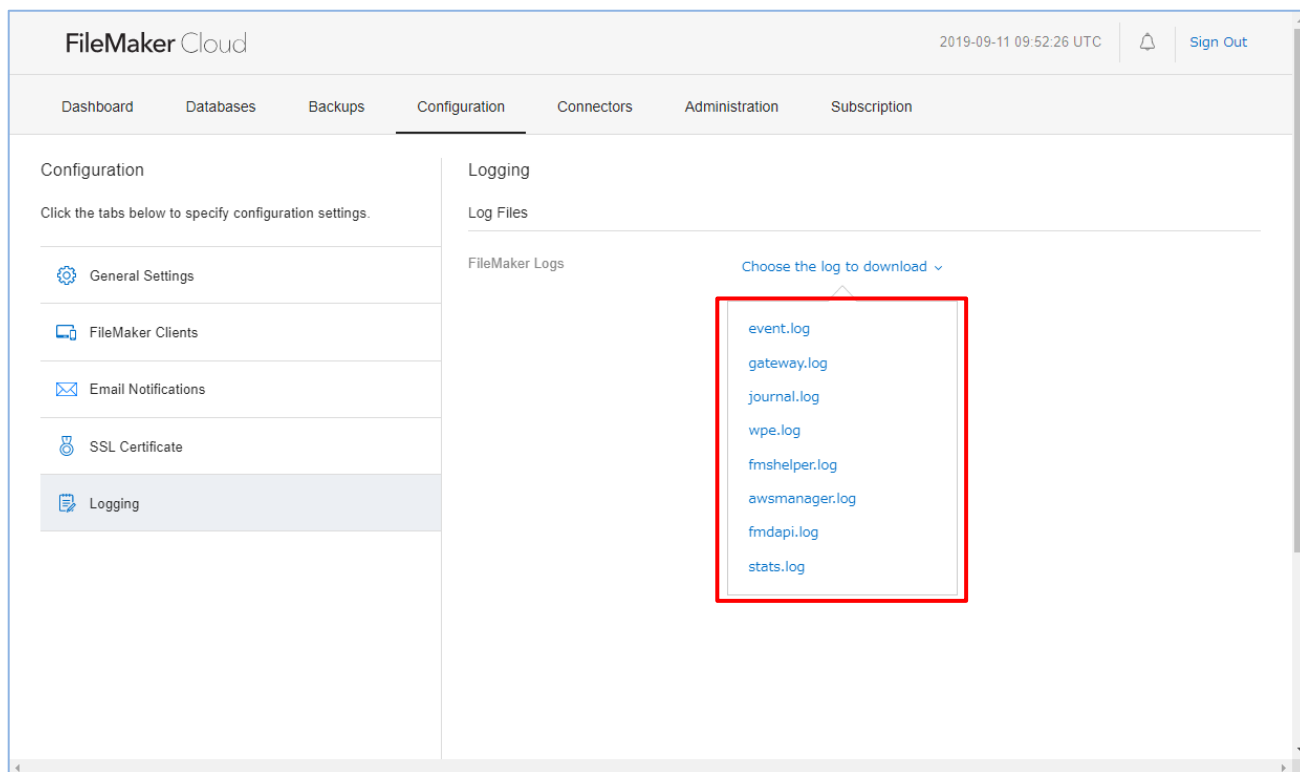 FileMaker Cloud
2019-09-11 09:52:26 UTC
Sign Out
Dashboard Databases Backups Configuration Connectors Administration Subscription
Configuration
Click the tabs below to specify configuration settings.
General Settings
FileMaker Clients
Email Notifications
SSL Certificate
Logging
Logging
Log Files
FileMaker Logs
Choose the log to download
event.log
gateway.log
journal.log
wpe.log
fmshelper.log
awsmanager.log
fmdapi.log
stats.log